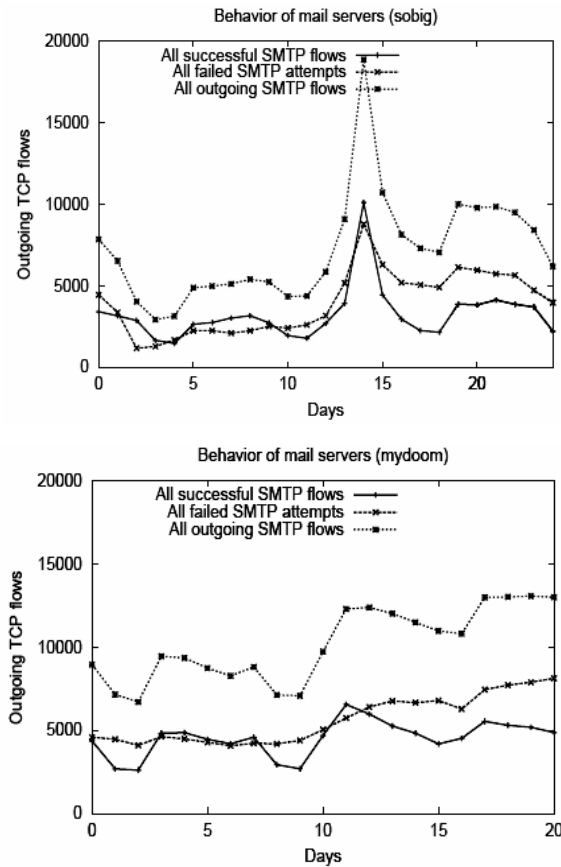 Behavior of mail servers (sobig)
20000
15000
10000
5000
0
Outgoing TCP flows
All successful SMTP flows
All failed SMTP attempts
All outgoing SMTP flows
0 5 10 15 20
Days
Behavior of mail servers (mydoom)
20000
15000
10000
5000
0
Outgoing TCP flows
All successful SMTP flows
All failed SMTP attempts
All outgoing SMTP flows
0 5 10 15 20
Days